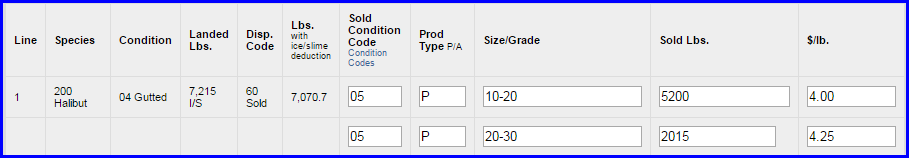 Line Species Condition Landed Lbs. Disp. Code Lbs. with ice/slime deduction Sold Condition Code Condition Codes Prod Type P/A Size/Grade Sold Lbs. $/lb.
1 200 Halibut 04 Gutted 7,215 I/S 60 Sold 7,070.7 05 P 10-20 5200 4.00
05 P 20-30 2015 4.25